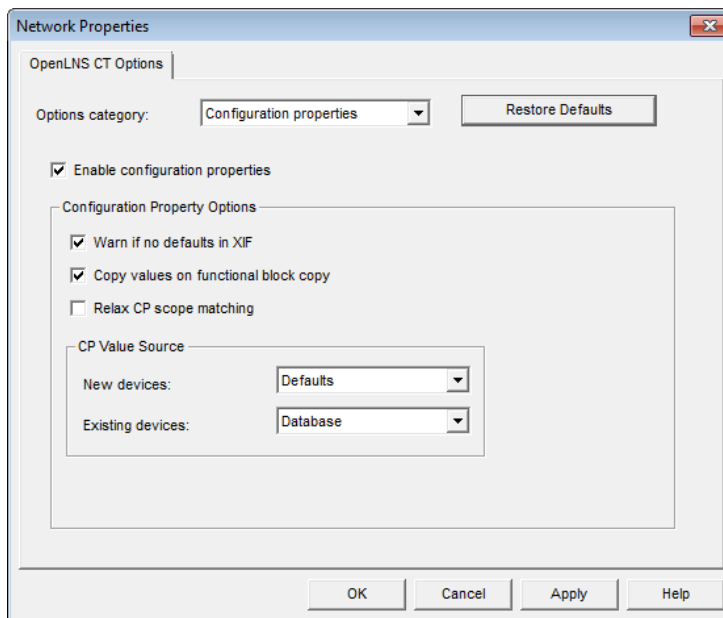 Network Properties
OpenLNS CT Options
Options category: Configuration properties Restore Defaults
Enable configuration properties
Configuration Property Options
Warn if no defaults in XIF
Copy values on functional block copy
Relax CP scope matching
CP Value Source
New devices: Defaults
Existing devices: Database
OK Cancel Apply Help